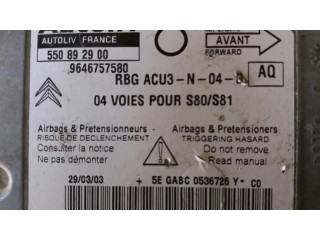 AUTOLIV FRANCE
550 89 29 00
9646757580
AVANT
FORWARD
RBG ACU3-N-04-B
AQ
04 VOIES POUR S80/S81
Airbags & Pretensionneurs
RISQUE DE DECLENCHEMENT
Consulter la notice
Ne pas démonter
Airbags & Pretensioners
TRIGGERING HASARD
Do not remove
Read manual
29/03/03 + 5E GABC 0536726 Y- C0